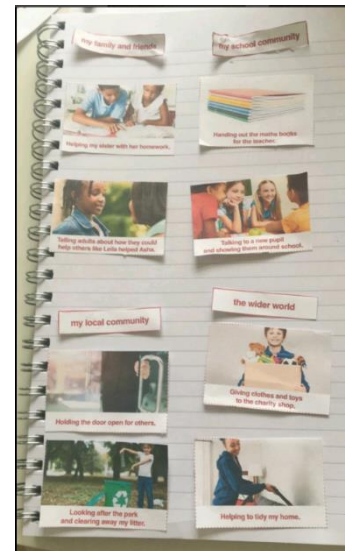 my family and friends
Helping my sister with her homework.
Telling adults about how they could
help others like Leila helped Asha.
my school community
Handing out the maths books
for the teacher.
Talking to a new pupil
and showing them around school.
my local community
Holding the door open for others.
Looking after the park
and clearing away my litter.
the wider world
Giving clothes and toys
to the charity shop.
Helping to tidy my home.